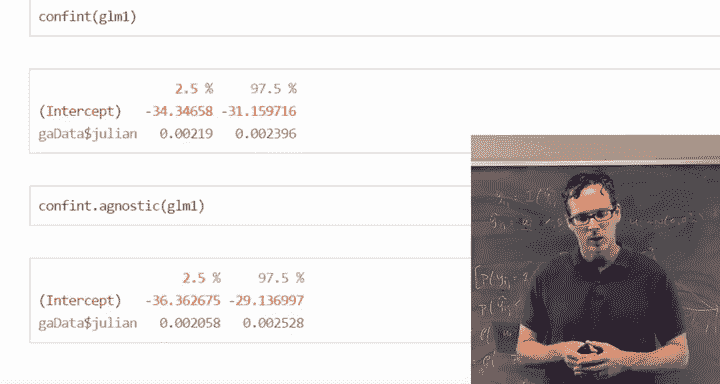 confint(glm1)
2.5 % 97.5 %
(Intercept) -34.34658 -31.159716
gaData$julian 0.00219 0.002396
confint.agnostic(glm1)
2.5 % 97.5 %
(Intercept) -36.362675 -29.136997
gaData$julian 0.002058 0.002528